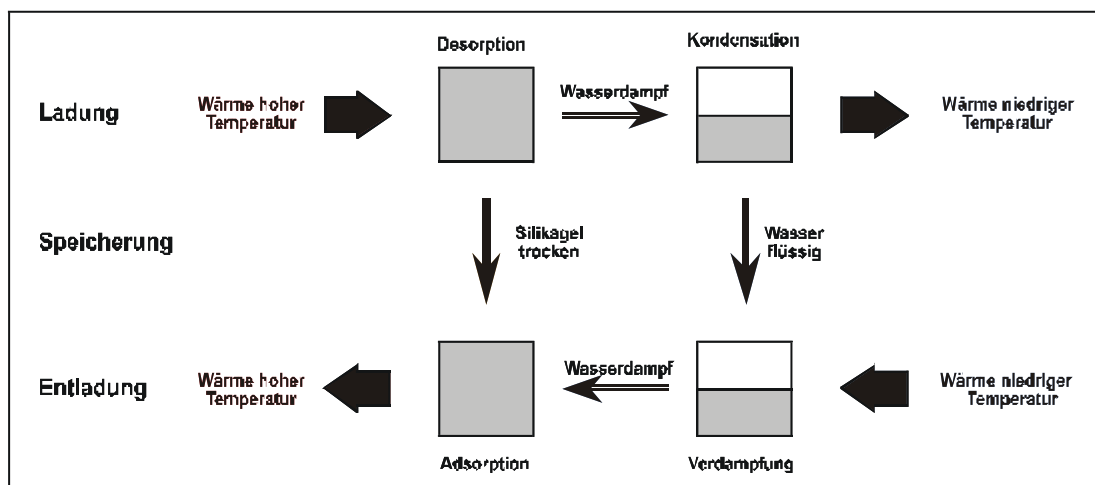 Desorption
Kondensation
Ladung
Wärme hoher
Temperatur
Wasserdampf
Wärme niedriger
Temperatur
Speicherung
Silikagel
trocken
Wasser
flüssig
Entladung
Wärme hoher
Temperatur
Wasserdampf
Wärme niedriger
Temperatur
Adsorption
Verdampfung